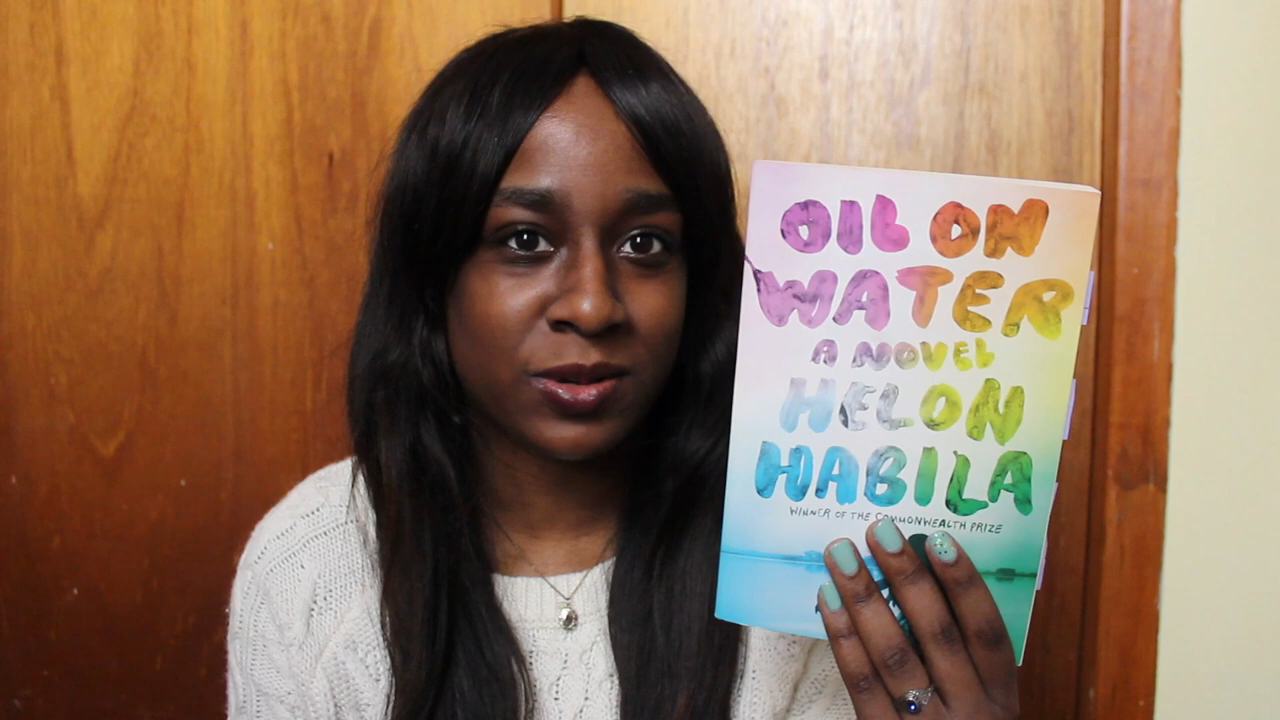 OIL ON
WATER
A NOVEL
HELON
HABILA
WINNER OF THE COMMONWEALTH PRIZE